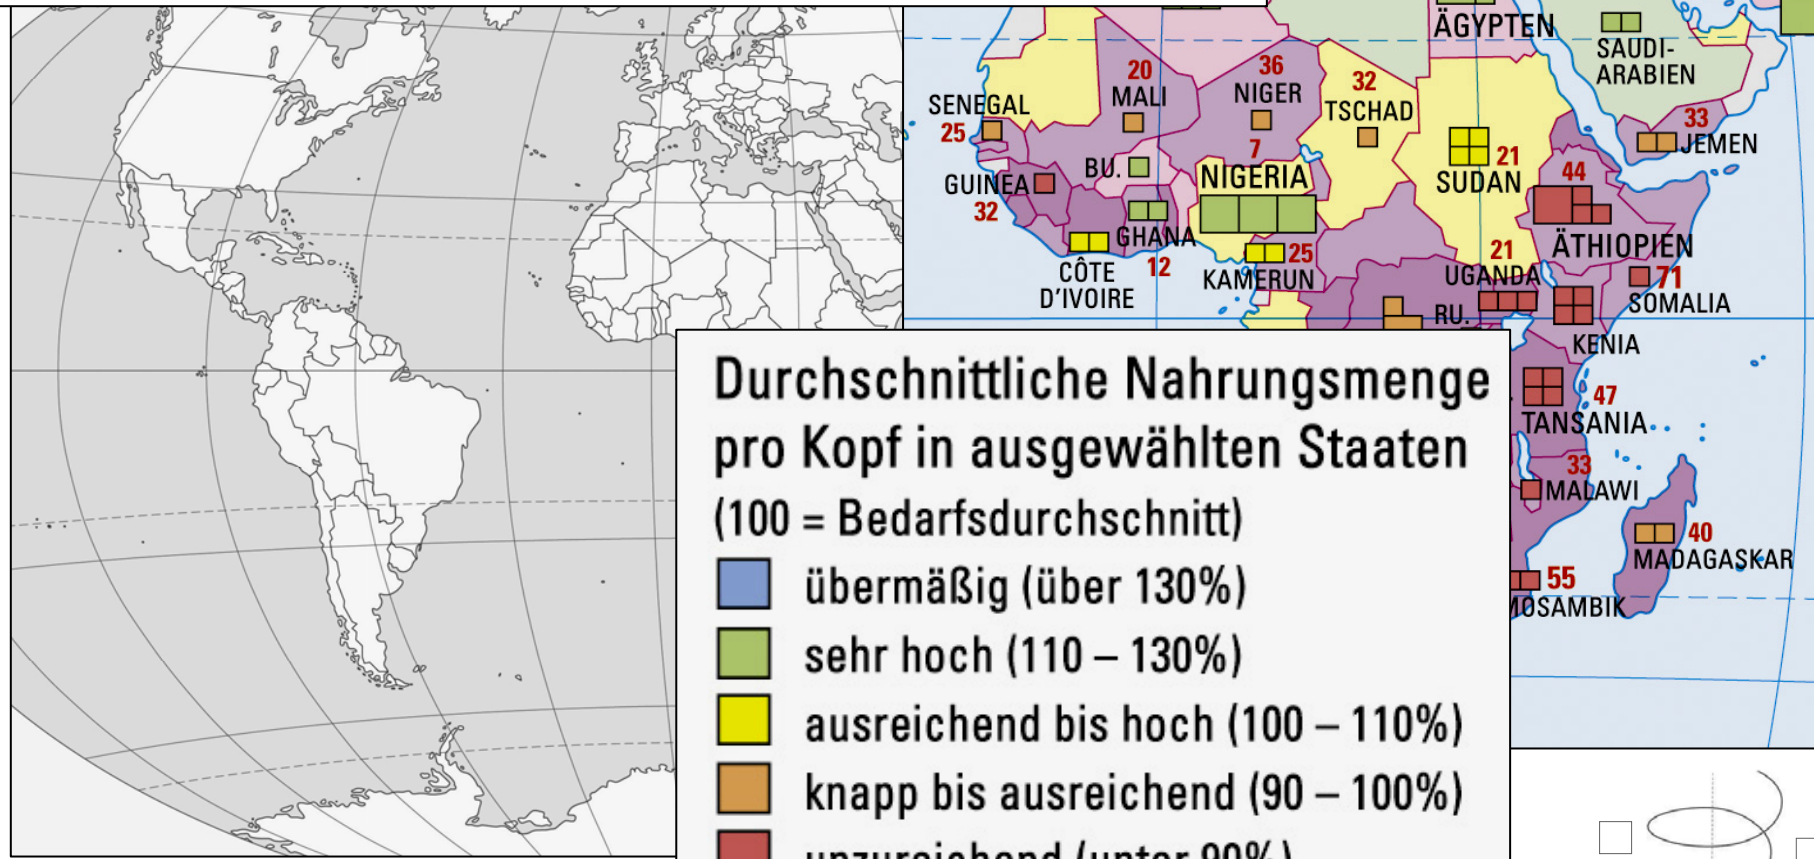 ÄGYPTEN
SAUDI-
ARABIEN
20
MALI
36
NIGER
32
TSCHAD
SENEGAL
25
33
JEMEN
BU.
7
NIGERIA
21
SUDAN
44
ÄTHIOPIEN
GUINEA
32
GHANA
12
CÔTE
D'IVOIRE
25
KAMERUN
21
UGANDA
71
SOMALIA
RU.
KENIA
47
TANSANIA
33
MALAWI
40
MADAGASKAR
55
MOSAMBIK
Durchschnittliche Nahrungsmenge
pro Kopf in ausgewählten Staaten
(100 = Bedarfsdurchschnitt)
übermäßig (über 130%)
sehr hoch (110 – 130%)
ausreichend bis hoch (100 – 110%)
knapp bis ausreichend (90 – 100%)
unzureichend (unter 90%)